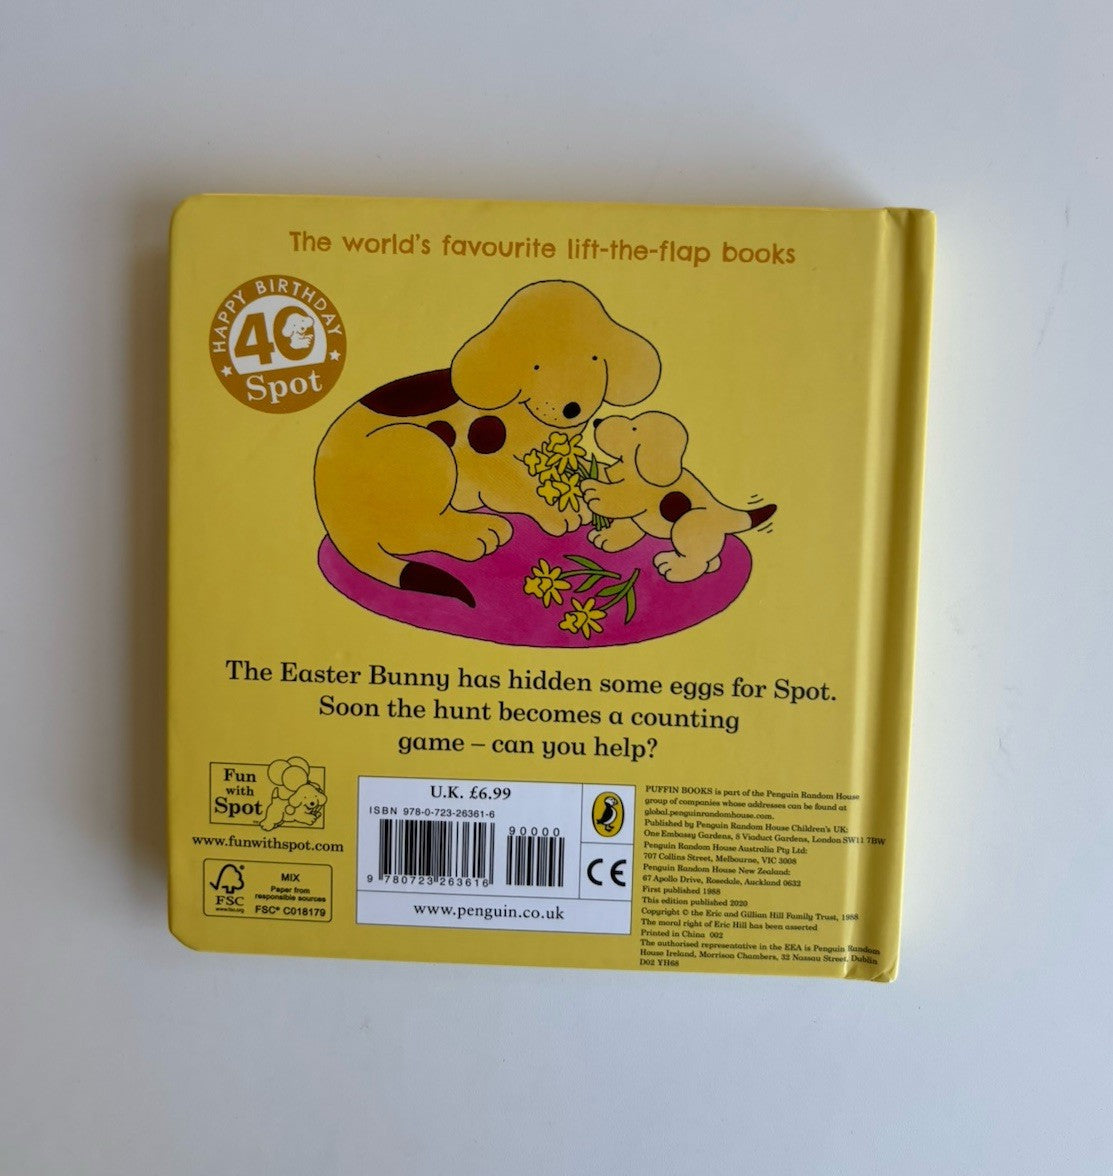 The world's favourite lift-the-flap books
HAPPY BIRTHDAY
40
Spot
The Easter Bunny has hidden some eggs for Spot.
Soon the hunt becomes a counting
game – can you help?
Fun
with
Spot
www.funwithspot.com
FSC
www.fsc.org
MIX
Paper from
responsible sources
FSC® C018179
U.K. £6.99
ISBN 978-0-723-26361-6
90000
9 780723 263616
www.penguin.co.uk
CE
PUFFIN BOOKS is part of the Penguin Random House
group of companies whose addresses can be found at
global.penguinrandomhouse.com.
Published by Penguin Random House Children's UK:
One Embassy Gardens, 8 Viaduct Gardens, London SW11 7BW
Penguin Random House Australia Pty Ltd:
707 Collins Street, Melbourne, VIC 3008
Penguin Random House New Zealand:
67 Apollo Drive, Rosedale, Auckland 0632
First published 1988
This edition published 2020
Copyright © the Eric and Gillian Hill Family Trust, 1988
The moral right of Eric Hill has been asserted
Printed in China 002
The authorised representative in the EEA is Penguin Random
House Ireland, Morrison Chambers, 32 Nassau Street, Dublin
D02 YH68